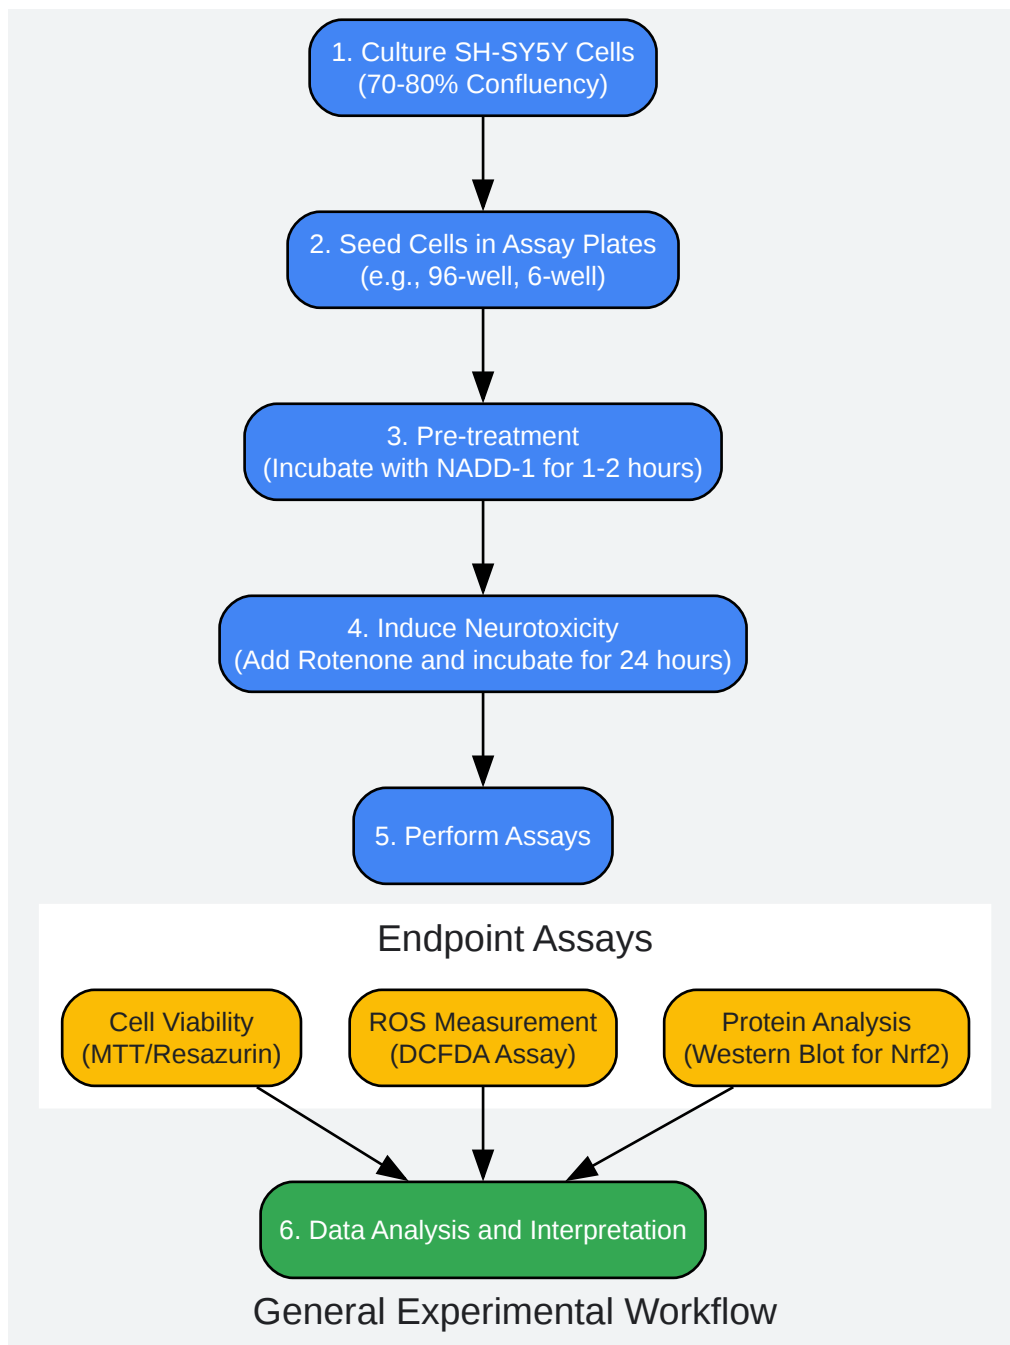 1. Culture SH-SY5Y Cells
(70-80% Confluency)
2. Seed Cells in Assay Plates
(e.g., 96-well, 6-well)
3. Pre-treatment
(Incubate with NADD-1 for 1-2 hours)
4. Induce Neurotoxicity
(Add Rotenone and incubate for 24 hours)
5. Perform Assays
Endpoint Assays
Cell Viability
(MTT/Resazurin)
ROS Measurement
(DCFDA Assay)
Protein Analysis
(Western Blot for Nrf2)
6. Data Analysis and Interpretation
General Experimental Workflow